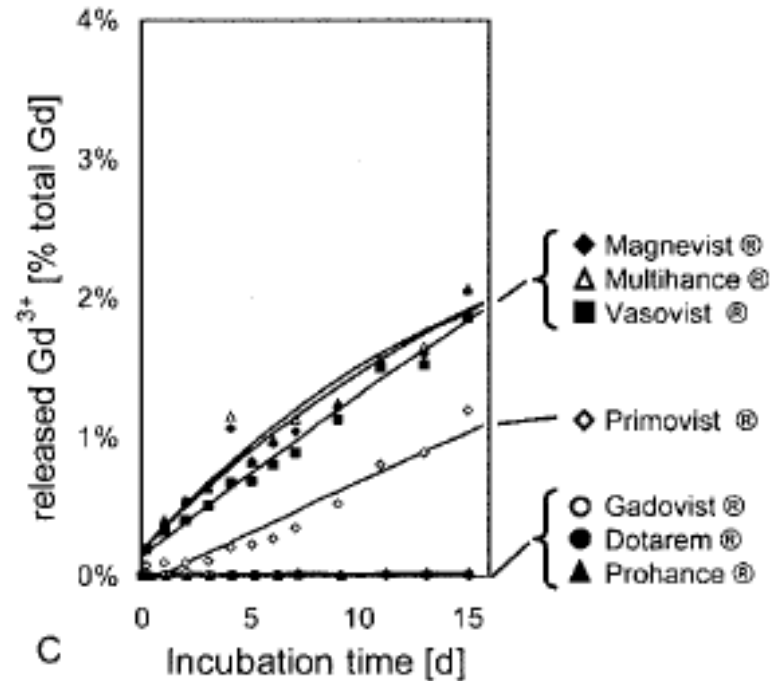 4%
3%
2%
1%
0%
released Gd3+ [% total Gd]
0 5 10 15
Incubation time [d]
C
Magnevist ®
Multihance ®
Vasovist ®
Primovist ®
Gadovist ®
Dotarem ®
Prohance ®